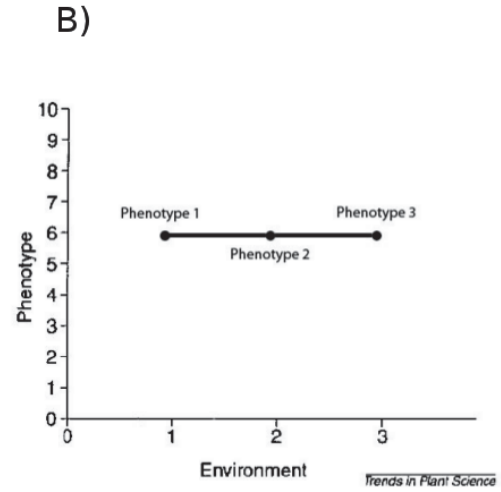 B)
10
9
8
7
6
5
4
3
2
1
0
Phenotype
Phenotype 1
Phenotype 3
Phenotype 2
0 1 2 3
Environment
Trends in Plant Science